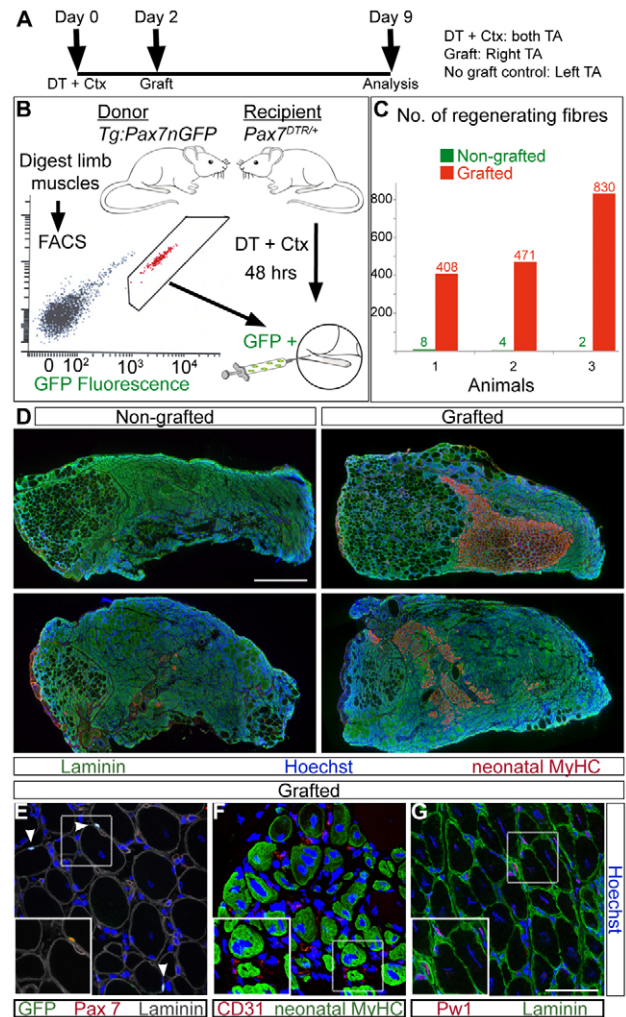 A
Day 0 Day 2 Day 9
DT + Ctx Graft Analysis
DT + Ctx: both TA
Graft: Right TA
No graft control: Left TA
B
Donor Recipient
Tg:Pax7nGFP Pax7DTR/+
Digest limb
muscles
FACS
DT + Ctx
48 hrs
GFP +
0 10² 10³ 10⁴
GFP Fluorescence
C
No. of regenerating fibres
Non-grafted
Grafted
800
600
400
200
408
471
830
8 4 2
1 2 3
Animals
D
Non-grafted Grafted
Laminin Hoechst neonatal MyHC
Grafted
E F G
Hoechst
GFP Pax 7 Laminin
CD31 neonatal MyHC
Pw1 Laminin